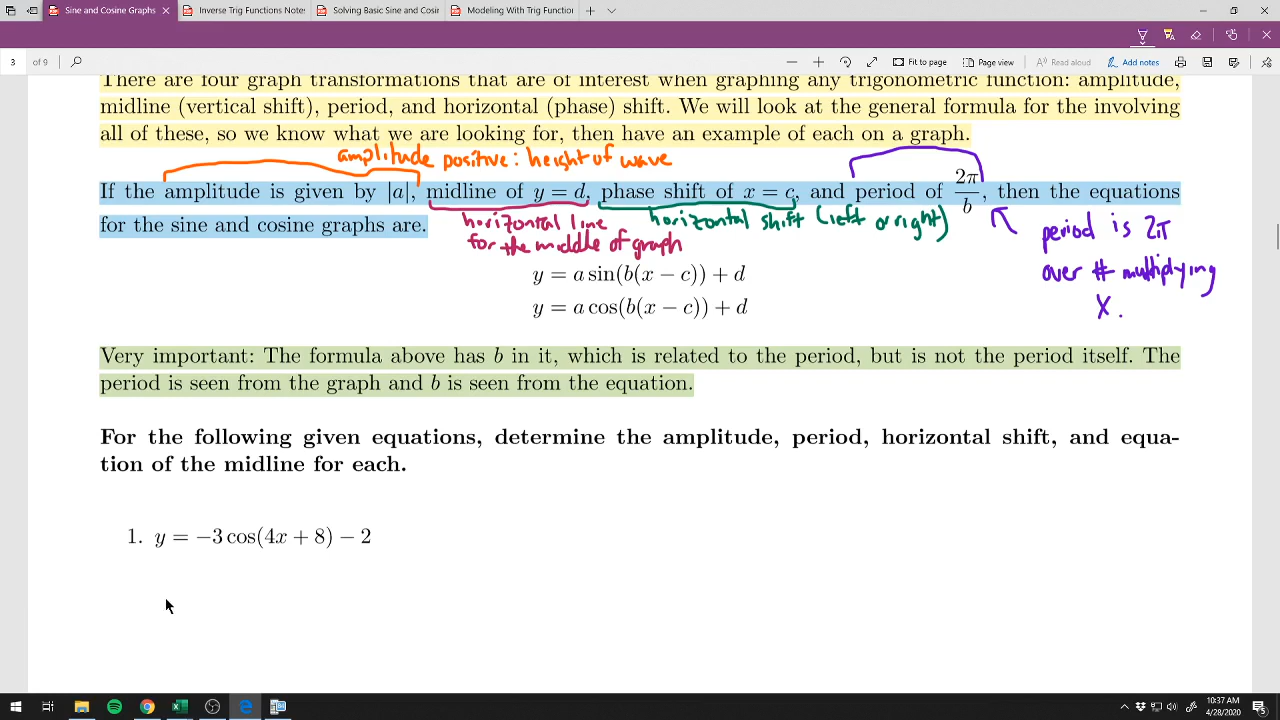 Sine and Cosine Graphs
Inverse Trig Functions Notes
Solving Basic Sine and Cosin
Modeling With Trig Function
3 of 9
Fit to page
Page view
Read aloud
Add notes
There are four graph transformations that are of interest when graphing any trigonometric function: amplitude,
midline (vertical shift), period, and horizontal (phase) shift. We will look at the general formula for the involving
all of these, so we know what we are looking for, then have an example of each on a graph.
amplitude positive: height of wave
If the amplitude is given by |a|, midline of y = d, phase shift of x = c, and period of 2π/b, then the equations
for the sine and cosine graphs are.
horizontal line
for the middle of graph
horizontal shift (left or right)
period is 2π
over # multiplying
x.
y = a sin(b(x − c)) + d
y = a cos(b(x − c)) + d
Very important: The formula above has b in it, which is related to the period, but is not the period itself. The
period is seen from the graph and b is seen from the equation.
For the following given equations, determine the amplitude, period, horizontal shift, and equa-
tion of the midline for each.
1. y = −3 cos(4x + 8) − 2
10:37 AM
4/28/2020